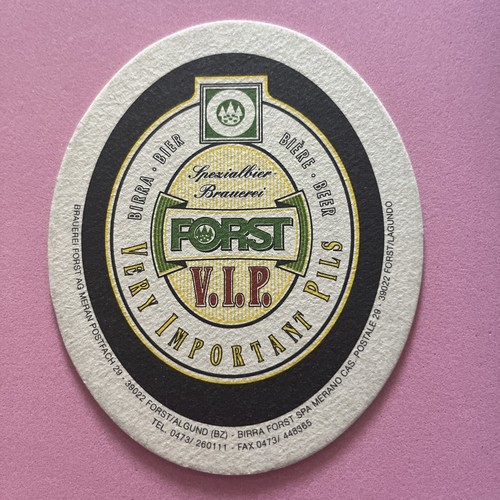 BIRRA · BIER
BIÈRE · BEER
Spezialbier
Brauerei
FORST
V.I.P.
VERY IMPORTANT PILS
BRAUEREI FORST AG MERAN POSTFACH 29 · 39022 FORST/ALGUND (BZ) - BIRRA FORST SPA MERANO CAS. POSTALE 29 · 39022 FORST/LAGUNDO
TEL. 0473/ 260111 - FAX 0473/ 448365